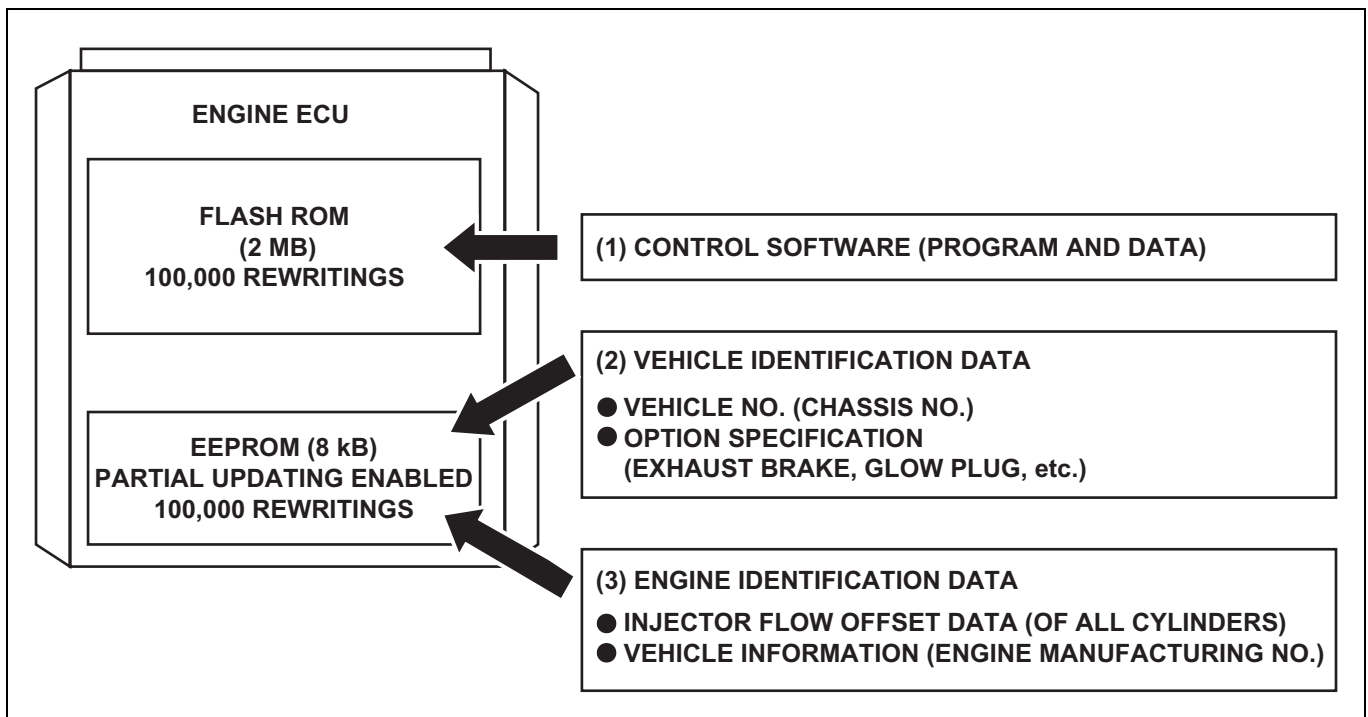 ENGINE ECU
FLASH ROM
(2 MB)
100,000 REWRITINGS
EEPROM (8 kB)
PARTIAL UPDATING ENABLED
100,000 REWRITINGS
(1) CONTROL SOFTWARE (PROGRAM AND DATA)
(2) VEHICLE IDENTIFICATION DATA
● VEHICLE NO. (CHASSIS NO.)
● OPTION SPECIFICATION
(EXHAUST BRAKE, GLOW PLUG, etc.)
(3) ENGINE IDENTIFICATION DATA
● INJECTOR FLOW OFFSET DATA (OF ALL CYLINDERS)
● VEHICLE INFORMATION (ENGINE MANUFACTURING NO.)